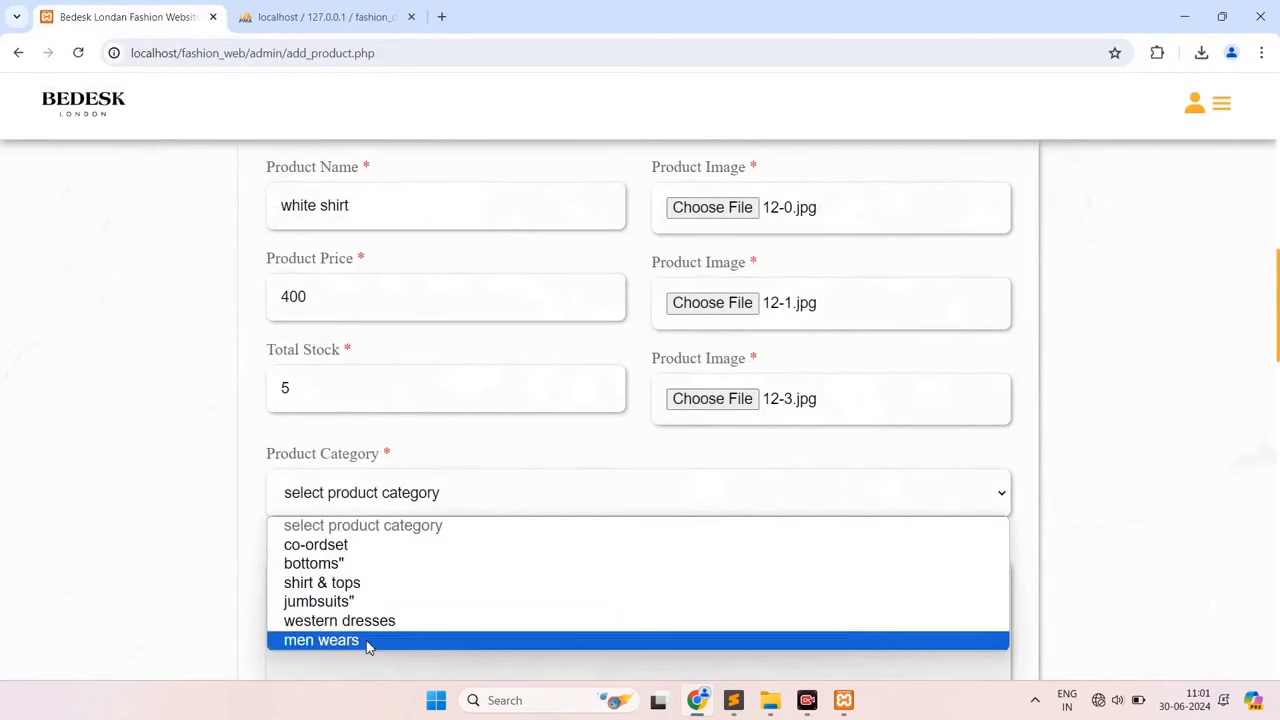 Bedesk Londan Fashion Website
localhost / 127.0.0.1 / fashion_d
localhost/fashion_web/admin/add_product.php
BEDESK
LONDON
Product Name *
Product Image *
white shirt
Choose File 12-0.jpg
Product Price *
Product Image *
400
Choose File 12-1.jpg
Total Stock *
Product Image *
5
Choose File 12-3.jpg
Product Category *
select product category
select product category
co-ordset
bottoms"
shirt & tops
jumbsuits"
western dresses
men wears
Search
ENG
IN
11:01
30-06-2024